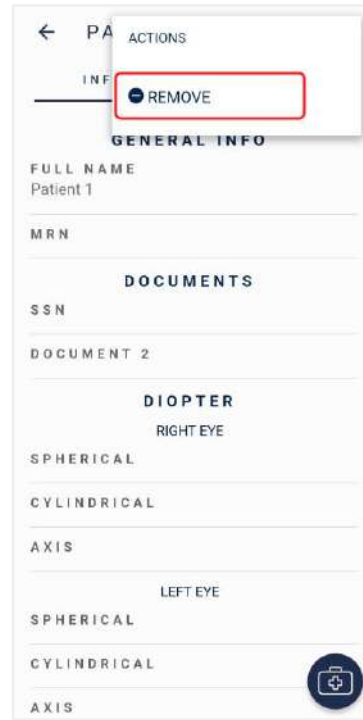 PA
ACTIONS
INF
REMOVE
GENERAL INFO
FULL NAME
Patient 1
MRN
DOCUMENTS
SSN
DOCUMENT 2
DIOPTER
RIGHT EYE
SPHERICAL
CYLINDRICAL
AXIS
LEFT EYE
SPHERICAL
CYLINDRICAL
AXIS